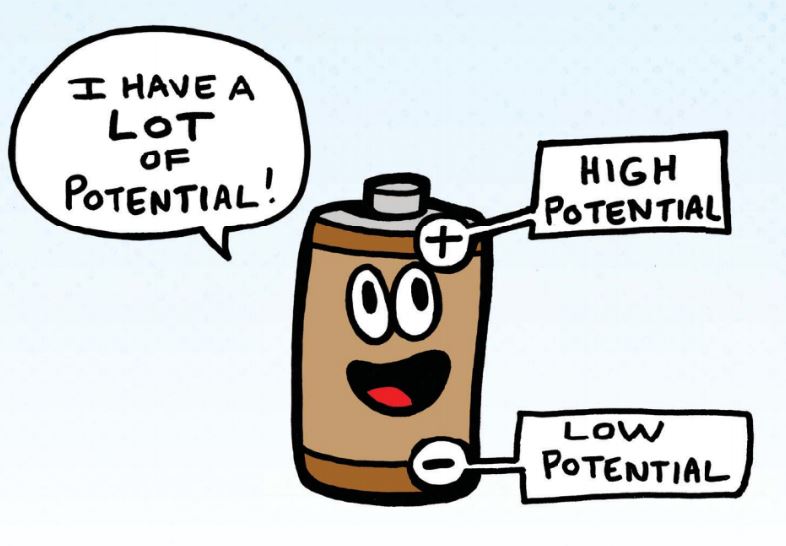 I HAVE A
LOT
OF
POTENTIAL!
+
HIGH
POTENTIAL
-
LOW
POTENTIAL